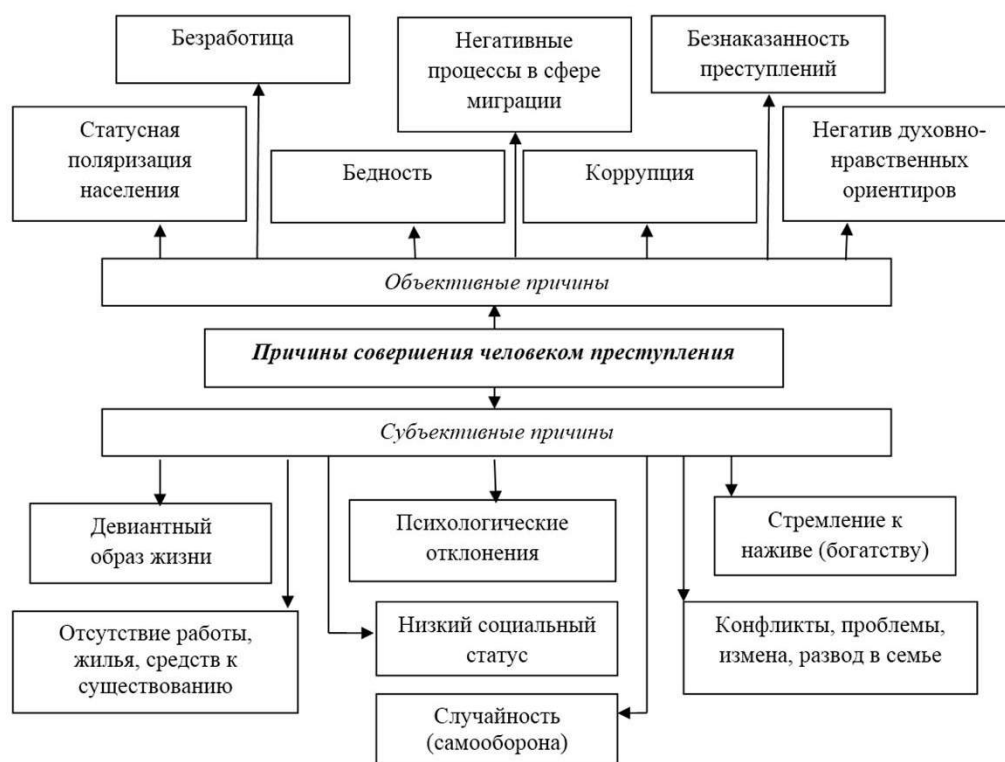 Безработица
Негативные
процессы в сфере
миграции
Безнаказанность
преступлений
Статусная
поляризация
населения
Бедность
Коррупция
Негатив духовно-
нравственных
ориентиров
Объективные причины
Причины совершения человеком преступления
Субъективные причины
Девиантный
образ жизни
Психологические
отклонения
Стремление к
наживе (богатству)
Отсутствие работы,
жилья, средств к
существованию
Низкий социальный
статус
Конфликты, проблемы,
измена, развод в семье
Случайность
(самооборона)